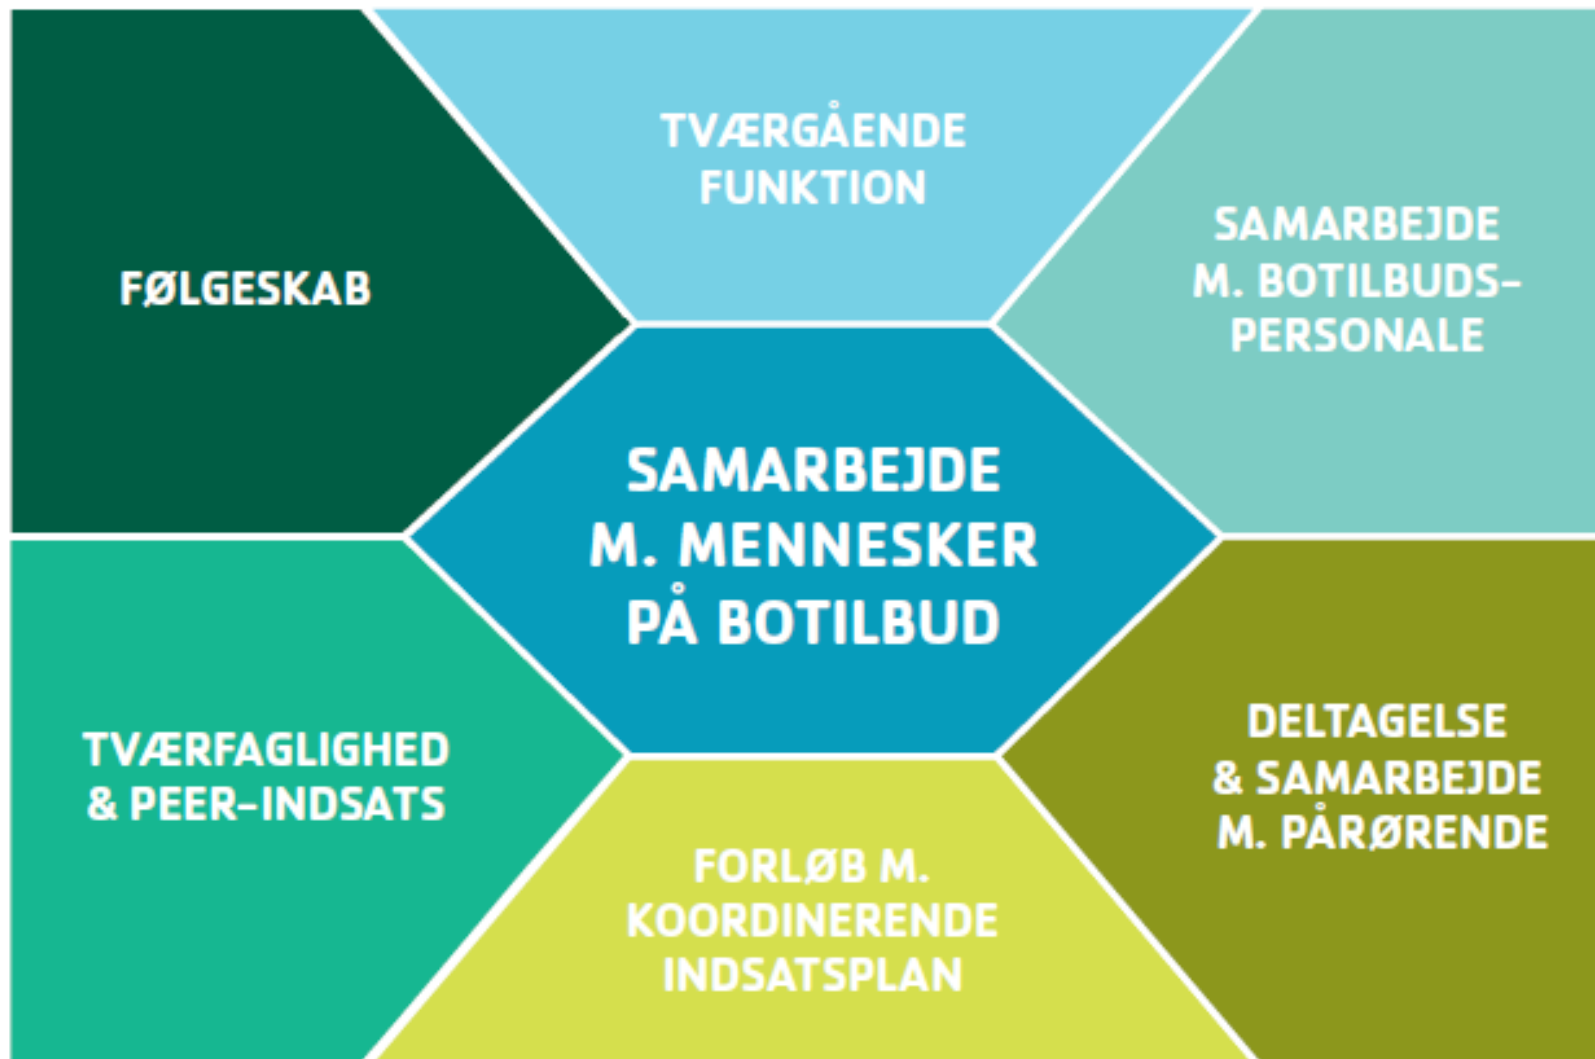 TVÆRGÅENDE
FUNKTION
FØLGESKAB
SAMARBEJDE
M. BOTILBUDS-
PERSONALE
SAMARBEJDE
M. MENNESKER
PÅ BOTILBUD
TVÆRFAGLIGHED
& PEER-INDSATS
DELTAGELSE
& SAMARBEJDE
M. PÅRØRENDE
FORLØB M.
KOORDINERENDE
INDSATSPLAN